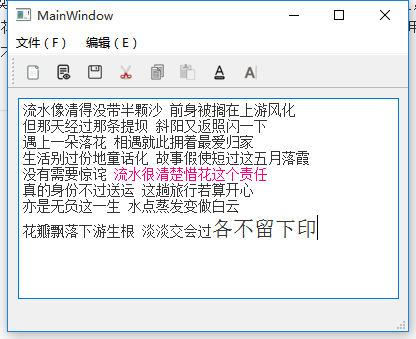 MainWindow
文件(F) 编辑(E)
流水像清得没带半颗沙 前身被搁在上游风化
但那天经过那条提坝 斜阳又返照闪一下
遇上一朵落花 相遇就此拥着最爱归家
生活别过份地童话化 故事假使短过这五月落霞
没有需要惊诧 流水很清楚惜花这个责任
真的身份不过送运 这趟旅行若算开心
亦是无负这一生 水点蒸发变做白云
花瓣飘落下游生根 淡淡交会过各不留下印